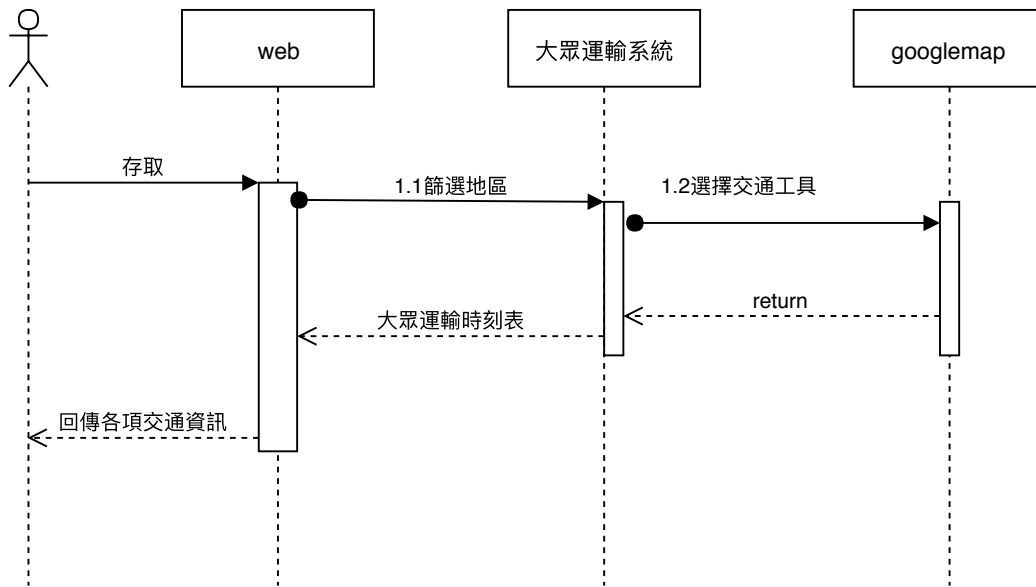 web
大眾運輸系統
googlemap
存取
1.1篩選地區
1.2選擇交通工具
return
大眾運輸時刻表
回傳各項交通資訊